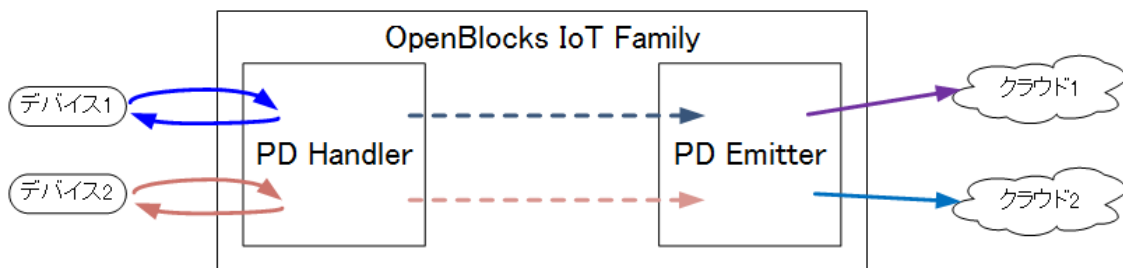 OpenBlocks IoT Family
デバイス1
クラウド1
PD Handler
PD Emitter
デバイス2
クラウド2